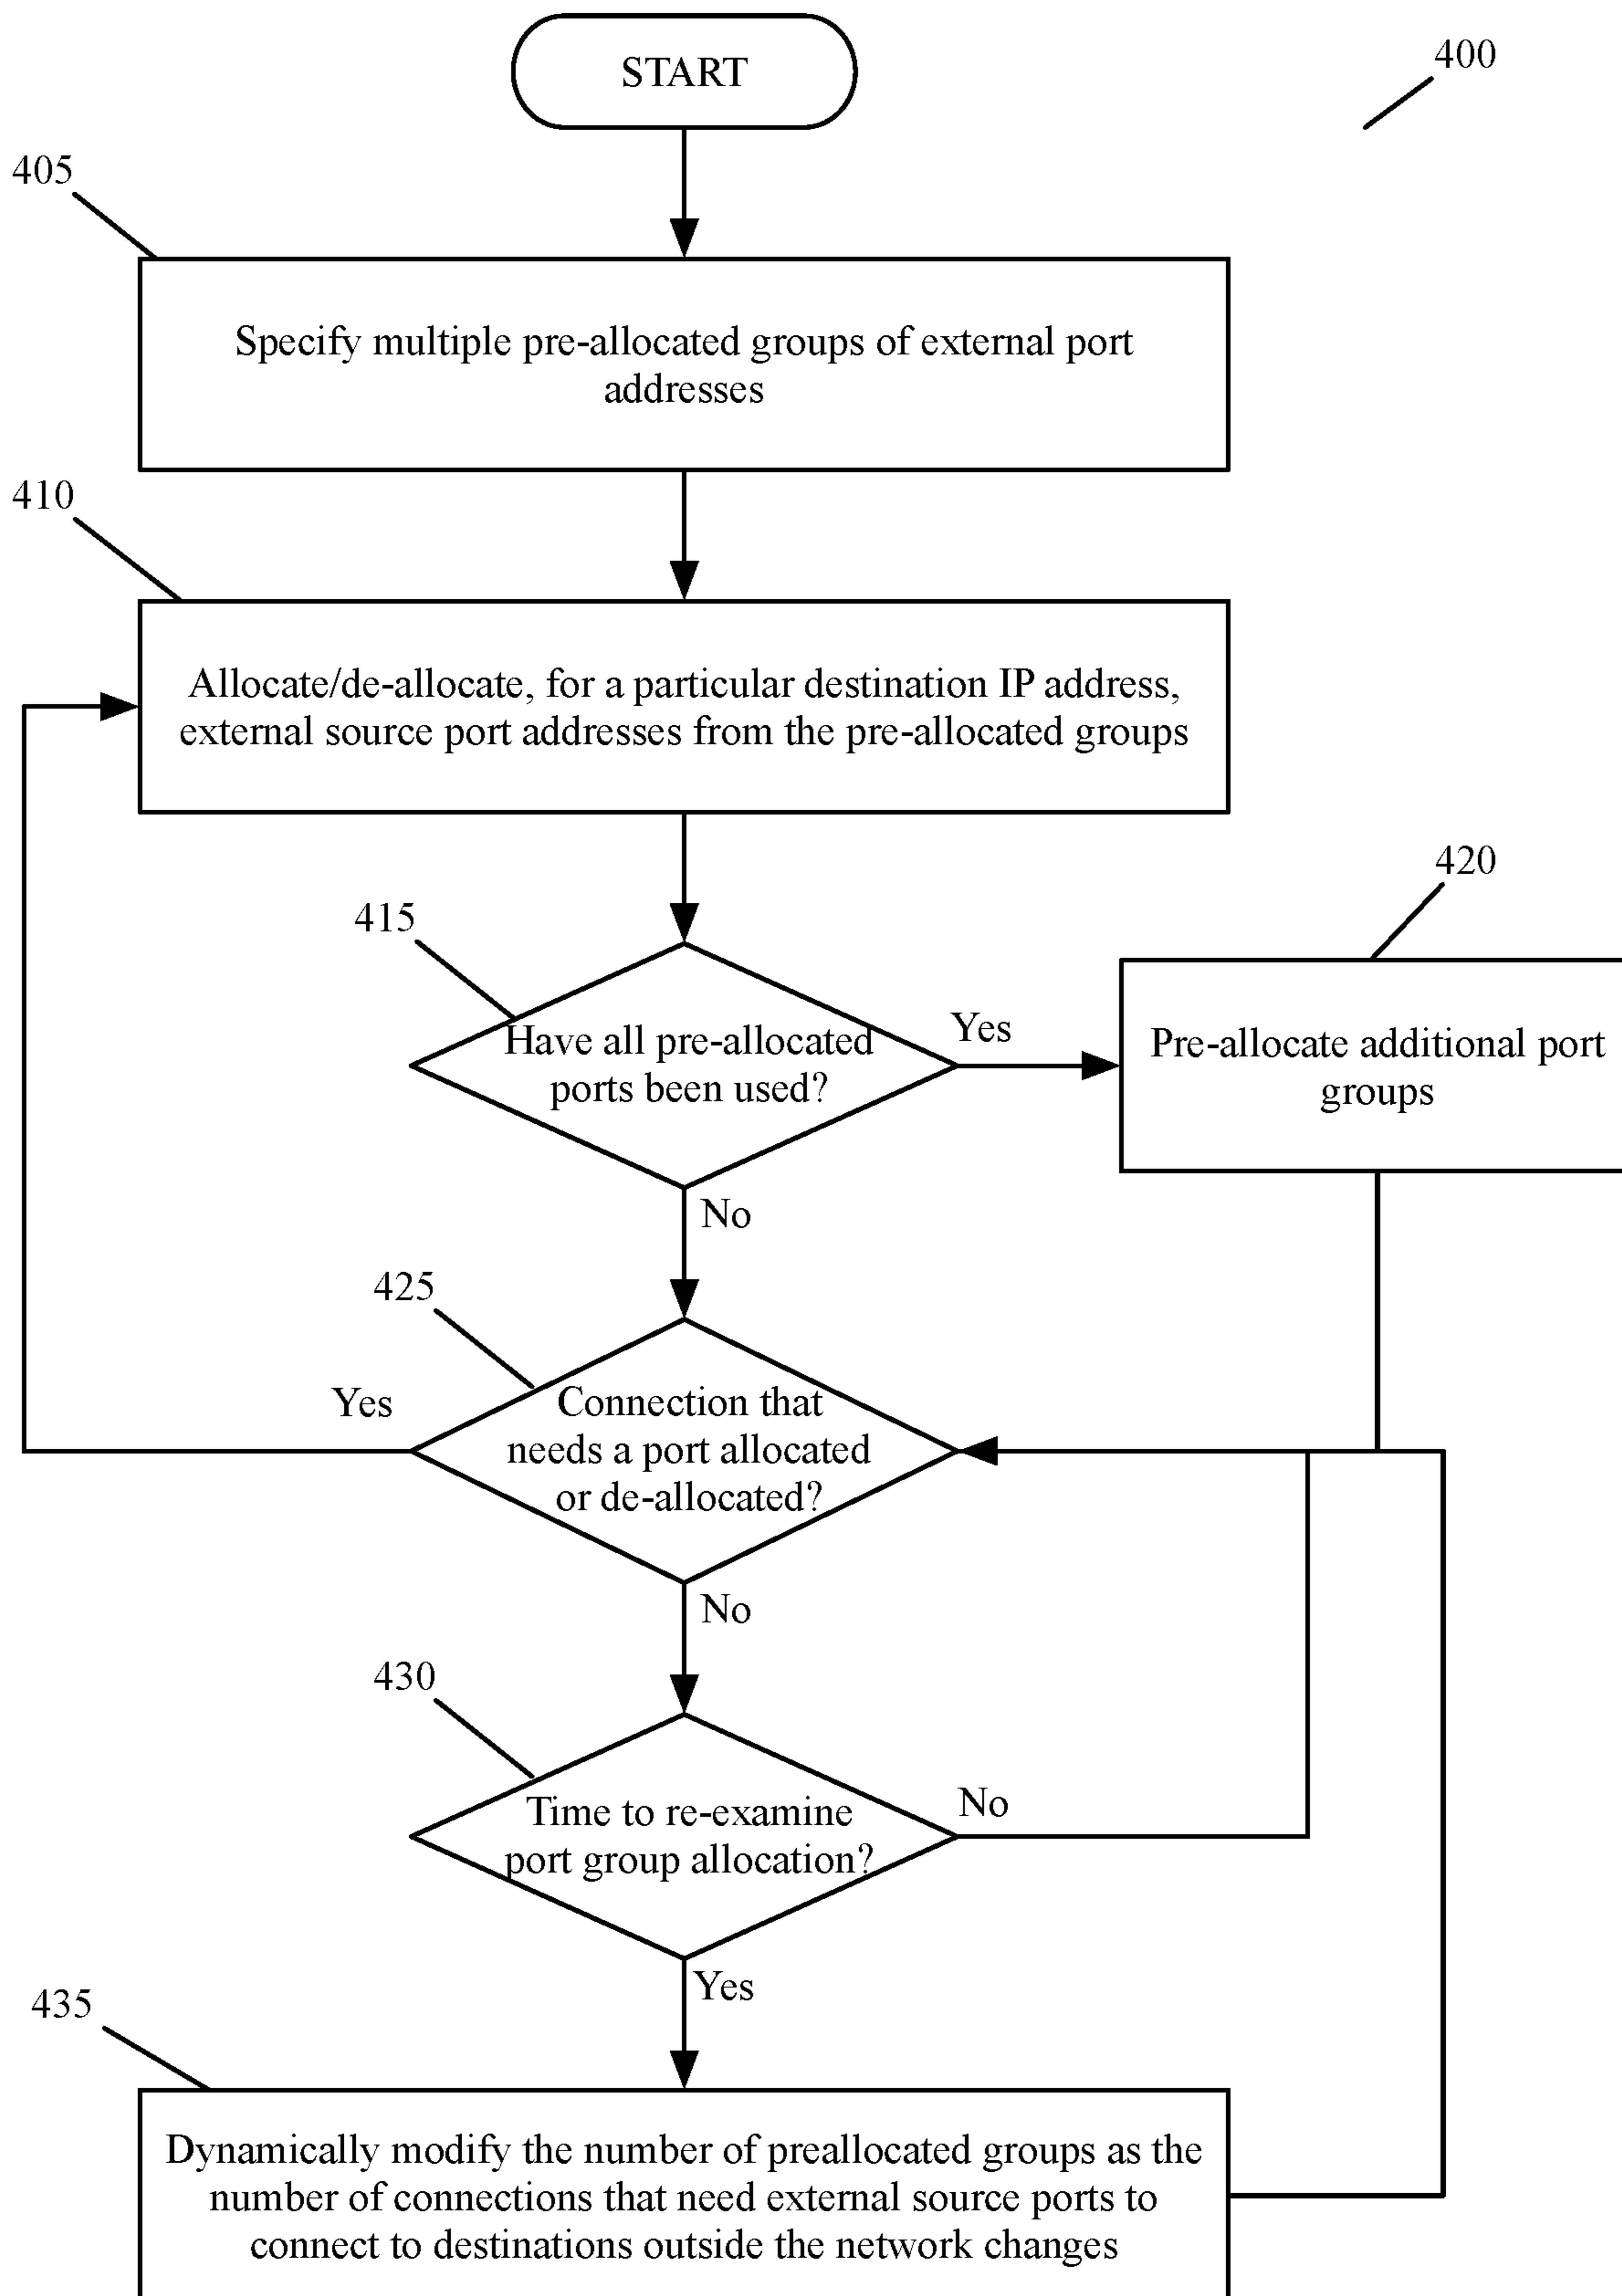 START
400
405
Specify multiple pre-allocated groups of external port
addresses
410
Allocate/de-allocate, for a particular destination IP address,
external source port addresses from the pre-allocated groups
415
Have all pre-allocated
ports been used?
Yes
420
Pre-allocate additional port
groups
No
425
Yes
Connection that
needs a port allocated
or de-allocated?
No
430
Time to re-examine
port group allocation?
No
Yes
435
Dynamically modify the number of preallocated groups as the
number of connections that need external source ports to
connect to destinations outside the network changes